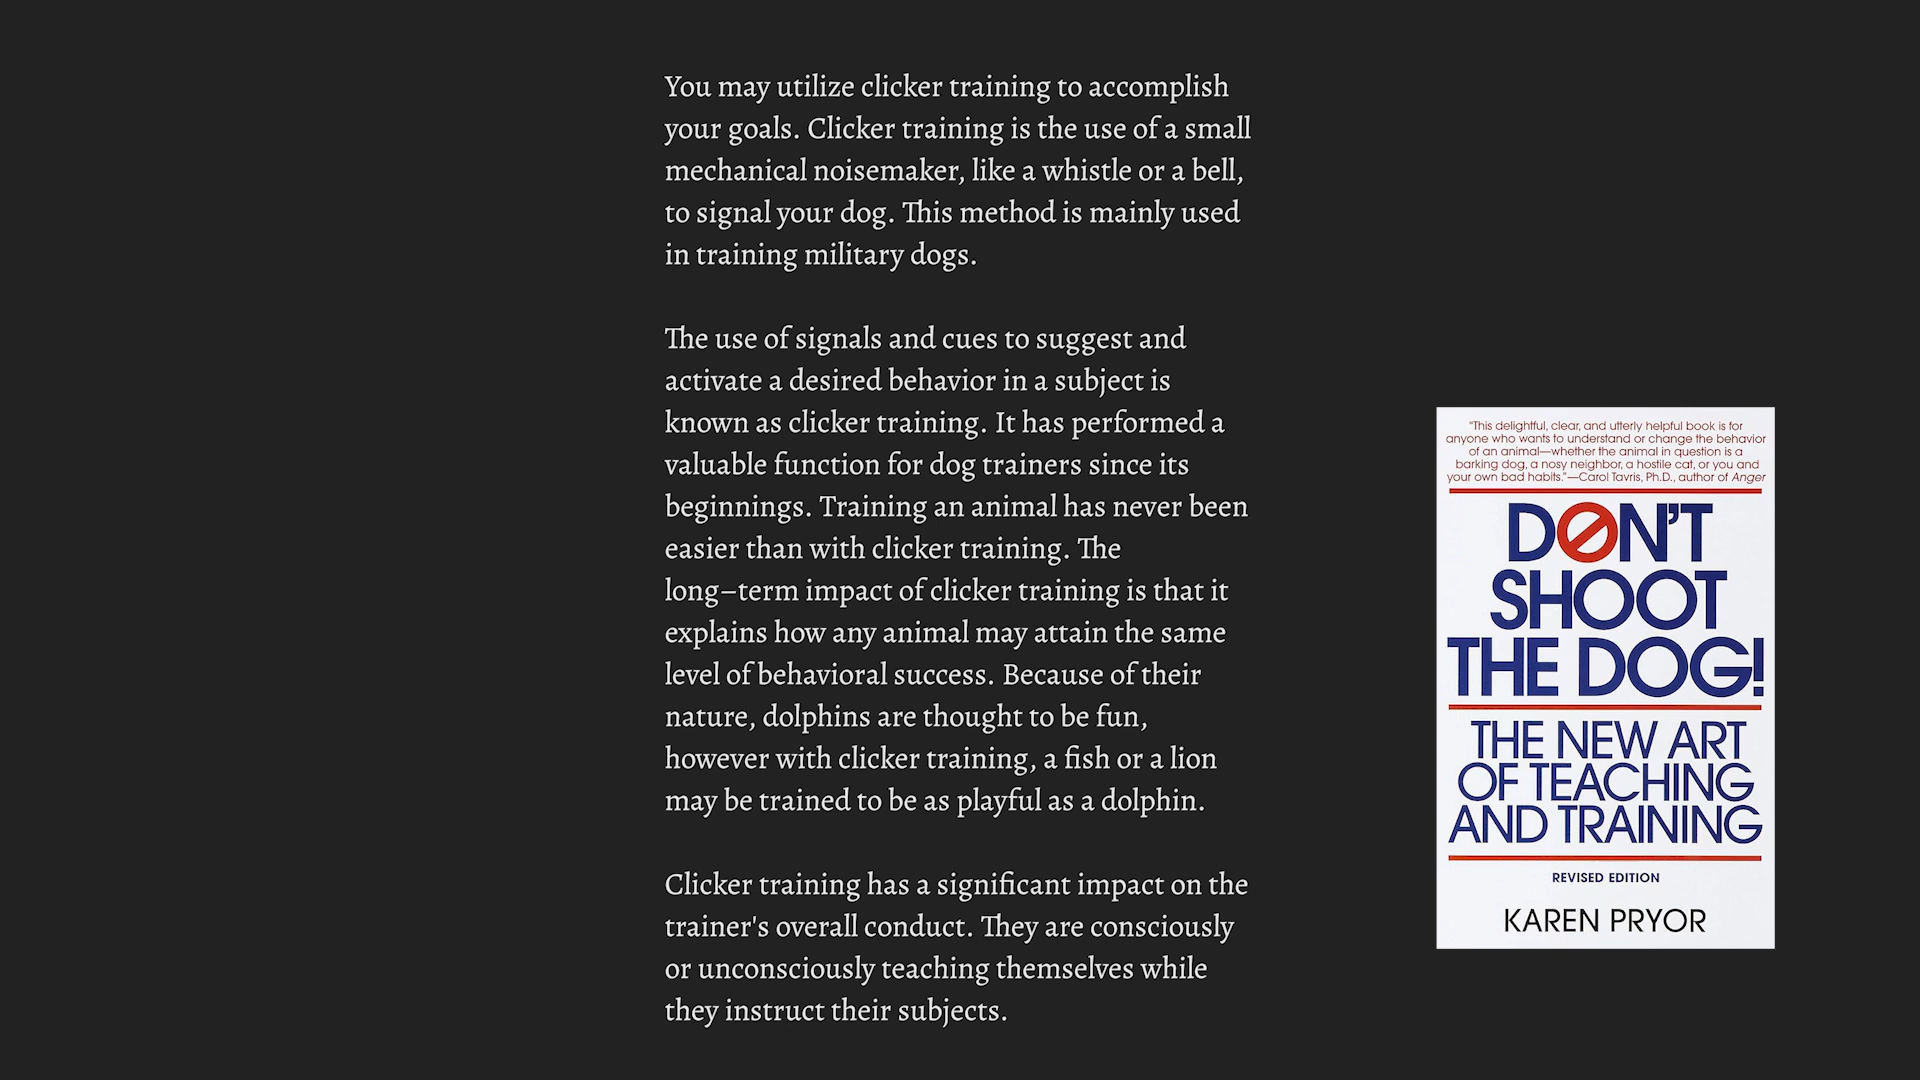 You may utilize clicker training to accomplish
your goals. Clicker training is the use of a small
mechanical noisemaker, like a whistle or a bell,
to signal your dog. This method is mainly used
in training military dogs.
The use of signals and cues to suggest and
activate a desired behavior in a subject is
known as clicker training. It has performed a
valuable function for dog trainers since its
beginnings. Training an animal has never been
easier than with clicker training. The
long–term impact of clicker training is that it
explains how any animal may attain the same
level of behavioral success. Because of their
nature, dolphins are thought to be fun,
however with clicker training, a fish or a lion
may be trained to be as playful as a dolphin.
Clicker training has a significant impact on the
trainer's overall conduct. They are consciously
or unconsciously teaching themselves while
they instruct their subjects.
"This delightful, clear, and utterly helpful book is for
anyone who wants to understand or change the behavior
of an animal—whether the animal in question is a
barking dog, a nosy neighbor, a hostile cat, or you and
your own bad habits."—Carol Tavris, Ph.D., author of Anger
DON'T
SHOOT
THE DOG!
THE NEW ART
OF TEACHING
AND TRAINING
REVISED EDITION
KAREN PRYOR